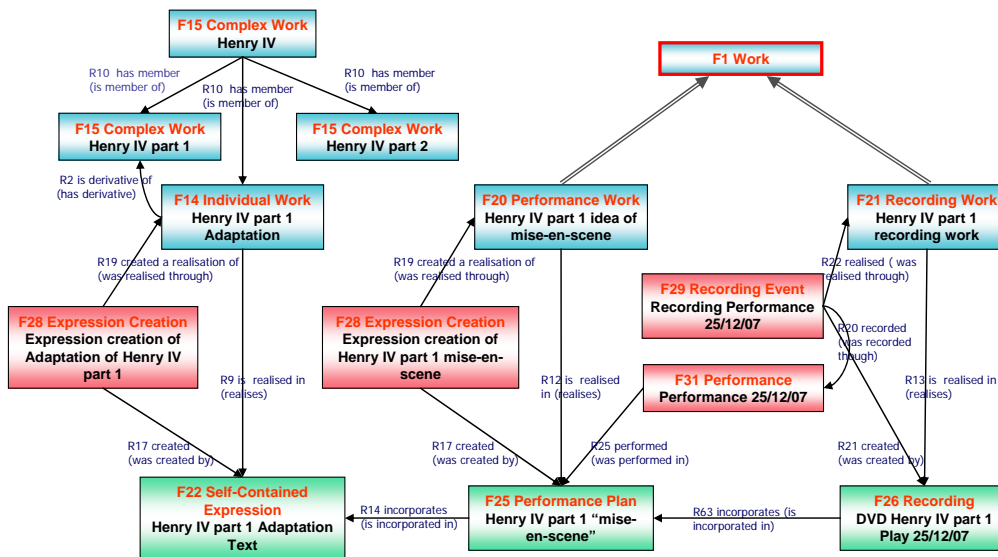 F15 Complex Work
Henry IV
F1 Work
R10 has member
(is member of)
R10 has member
(is member of)
R10 has member
(is member of)
F15 Complex Work
Henry IV part 1
F15 Complex Work
Henry IV part 2
R2 is derivative of
(has derivative)
F14 Individual Work
Henry IV part 1
Adaptation
F20 Performance Work
Henry IV part 1 idea of
mise-en-scene
F21 Recording Work
Henry IV part 1
recording work
R19 created a realisation of
(was realised through)
R19 created a realisation of
(was realised through)
R22 realised ( was
realised through)
F29 Recording Event
Recording Performance
25/12/07
F28 Expression Creation
Expression creation of
Adaptation of Henry IV
part 1
F28 Expression Creation
Expression creation of
Henry IV part 1 mise-en-
scene
R20 recorded
(was recorded
though)
R9 is realised in
(realises)
R12 is realised
in (realises)
F31 Performance
Performance 25/12/07
R13 is realised in
(realises)
R17 created
(was created by)
R17 created
(was created by)
R25 performed
(was performed in)
R21 created
(was created by)
F22 Self-Contained
Expression
Henry IV part 1 Adaptation
Text
R14 incorporates
(is incorporated in)
F25 Performance Plan
Henry IV part 1 “mise-
en-scene”
R63 incorporates (is
incorporated in)
F26 Recording
DVD Henry IV part 1
Play 25/12/07